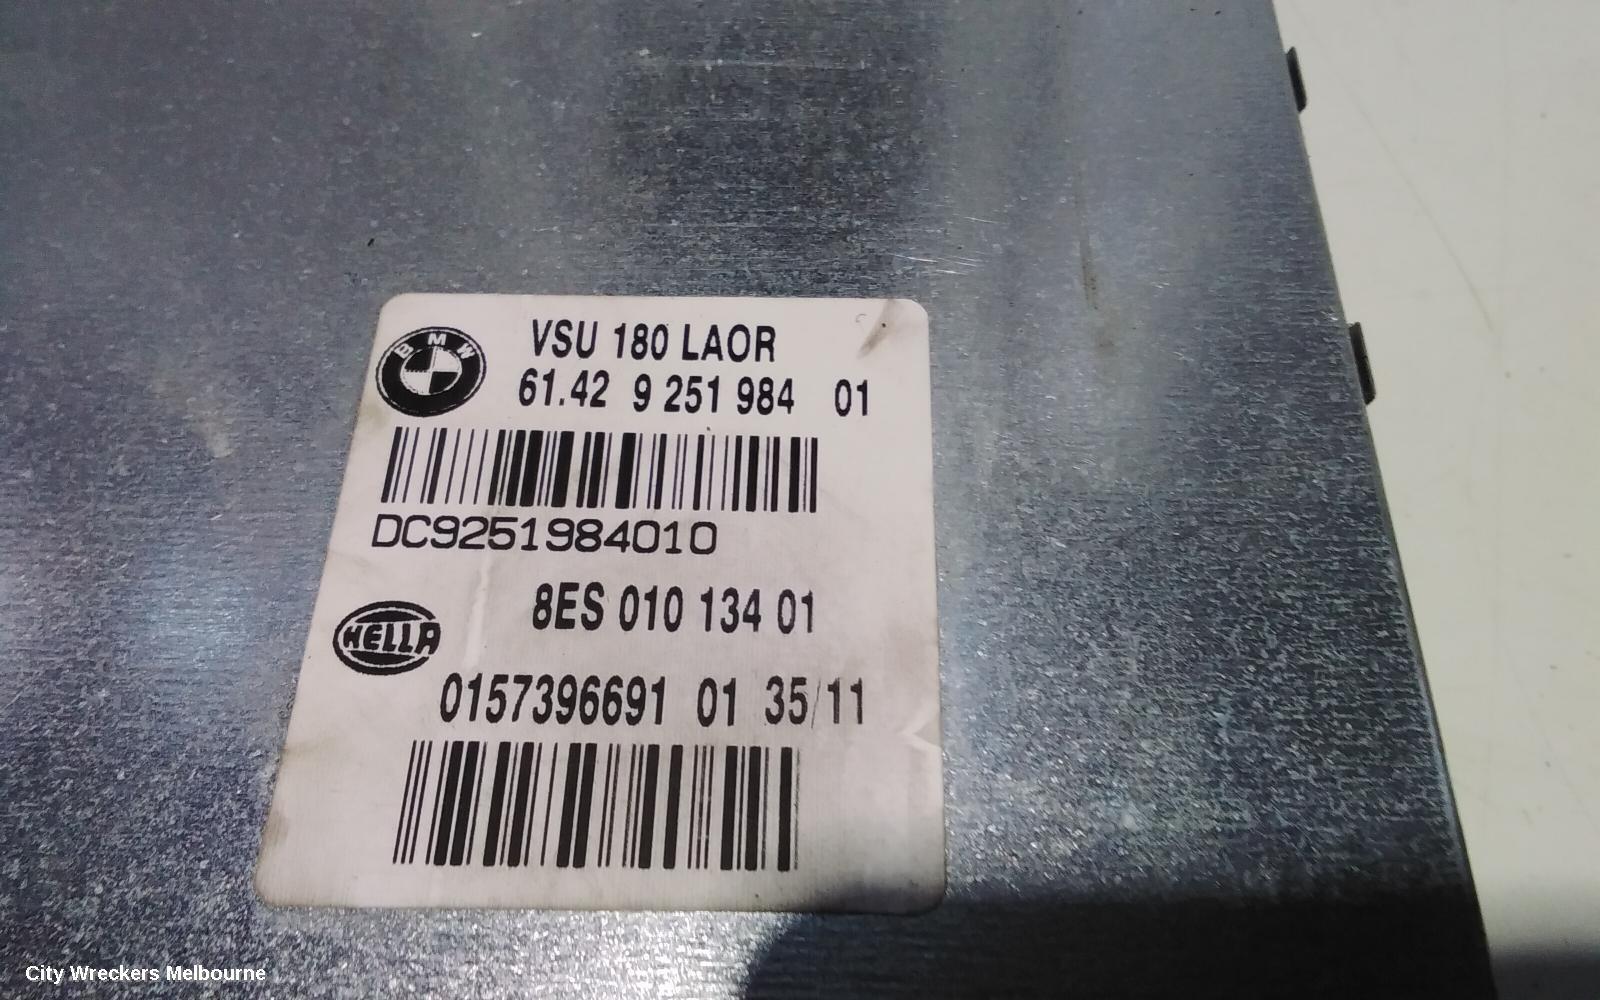 BMW
VSU 180 LAOR
61.42 9 251 984 01
DC9251984010
8ES 010 134 01
HELLA
0157396691 01 35/11
City Wreckers Melbourne